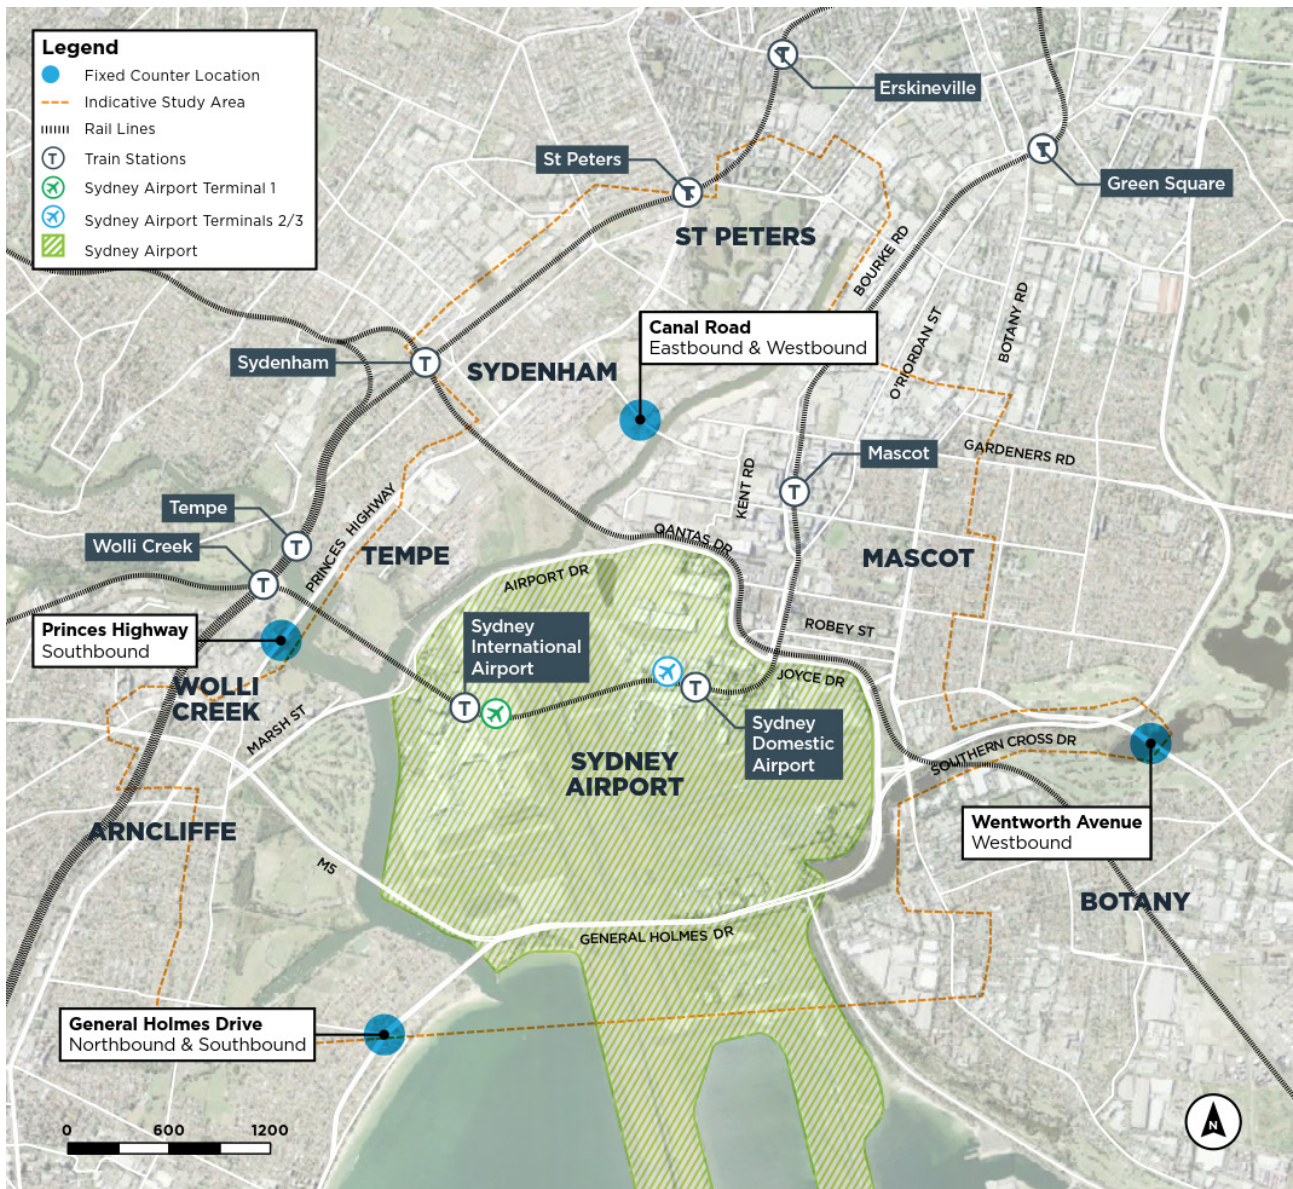 Legend
Fixed Counter Location
Indicative Study Area
Rail Lines
T Train Stations
Sydney Airport Terminal 1
Sydney Airport Terminals 2/3
Sydney Airport
Erskineville
T
St Peters
T
Green Square
T
ST PETERS
BOURKE RD
Canal Road
Eastbound & Westbound
O'RIORDAN ST
BOTANY RD
Sydenham
T
SYDENHAM
GARDENERS RD
Mascot
T
KENT RD
Tempe
T
PRINCES HIGHWAY
Wolli Creek
T
TEMPE
QANTAS DR
MASCOT
AIRPORT DR
Princes Highway
Southbound
ROBEY ST
Sydney
International
Airport
T
T
JOYCE DR
WOLLI
CREEK
MARSH ST
Sydney
Domestic
Airport
SYDNEY
AIRPORT
SOUTHERN CROSS DR
Wentworth Avenue
Westbound
ARNCLIFFE
M5
BOTANY
GENERAL HOLMES DR
General Holmes Drive
Northbound & Southbound
0 600 1200
N